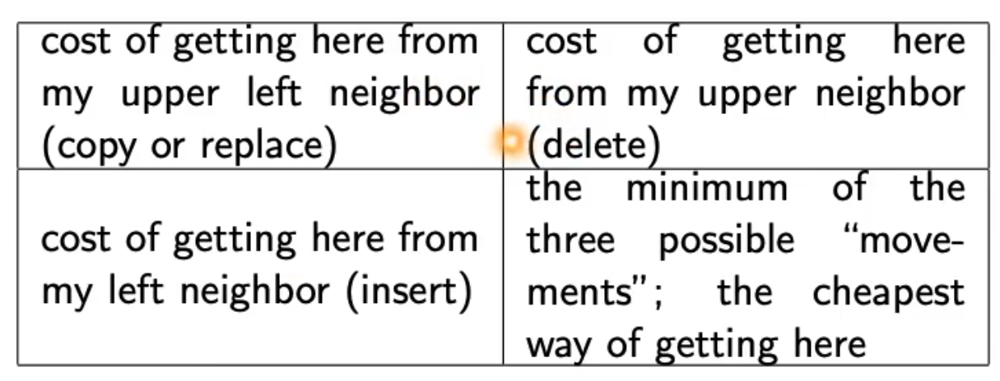 cost of getting here from
my upper left neighbor
(copy or replace)
cost of getting here
from my upper neighbor
(delete)
cost of getting here from
my left neighbor (insert)
the minimum of the
three possible “move-
ments”; the cheapest
way of getting here